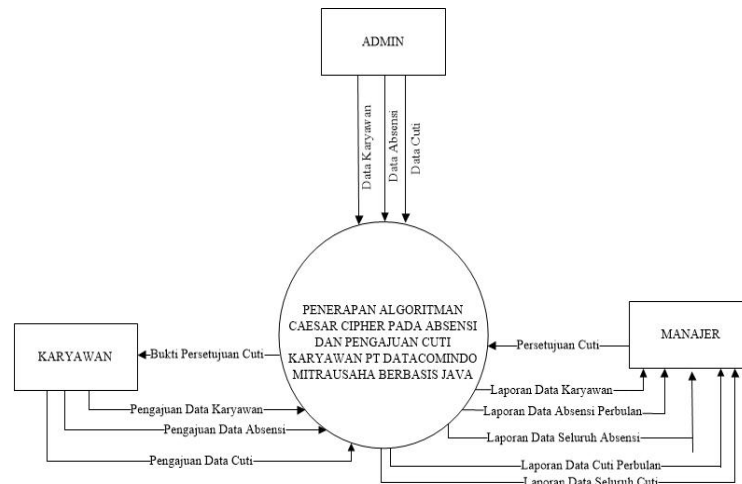 ADMIN
Data Karyawan
Data Absensi
Data Cuti
PENERAPAN ALGORITMAN
CAESAR CIPHER PADA ABSENSI
DAN PENGAJUAN CUTI
KARYAWAN PT DATACOMINDO
MITRAUSAHA BERBASIS JAVA
KARYAWAN
Bukti Persetujuan Cuti
Pengajuan Data Karyawan
Pengajuan Data Absensi
Pengajuan Data Cuti
MANAJER
Persetujuan Cuti
Laporan Data Karyawan
Laporan Data Absensi Perbulan
Laporan Data Seluruh Absensi
Laporan Data Cuti Perbulan
Laporan Data Seluruh Cuti